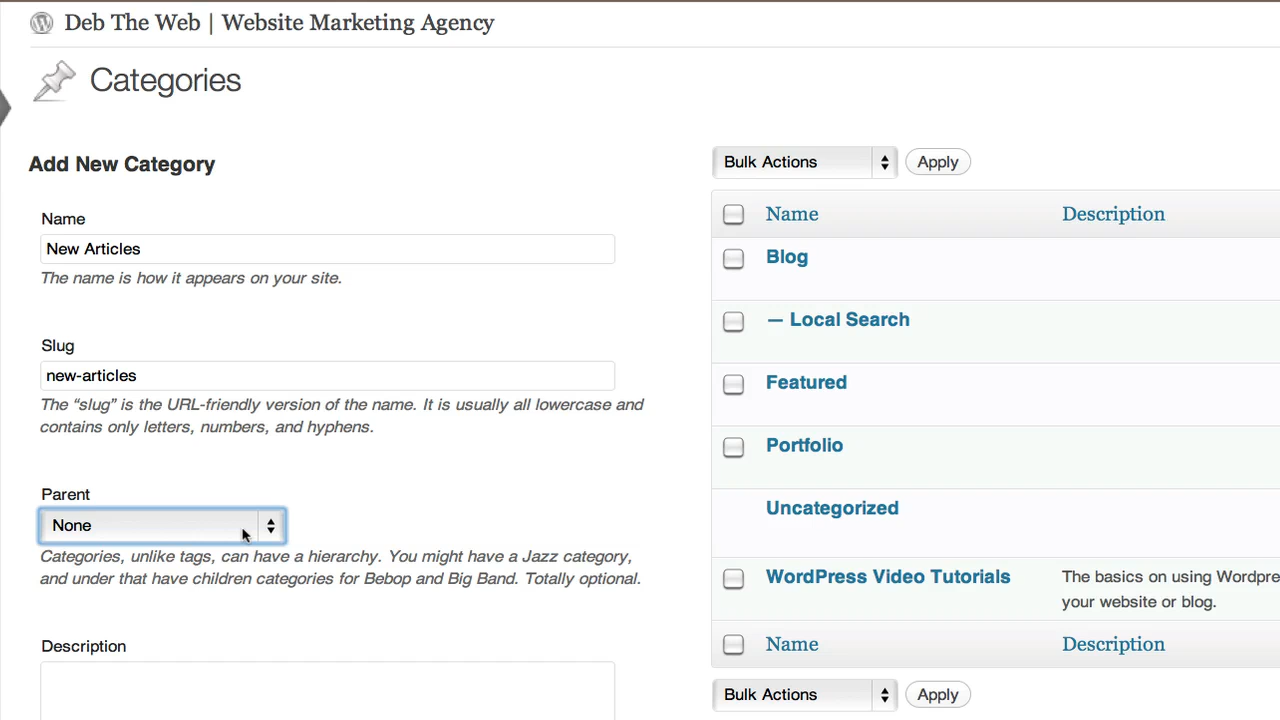 Deb The Web | Website Marketing Agency
Categories
Add New Category
Name
New Articles
The name is how it appears on your site.
Slug
new-articles
The “slug” is the URL-friendly version of the name. It is usually all lowercase and
contains only letters, numbers, and hyphens.
Parent
None
Categories, unlike tags, can have a hierarchy. You might have a Jazz category,
and under that have children categories for Bebop and Big Band. Totally optional.
Description
Bulk Actions Apply
Name Description
Blog
— Local Search
Featured
Portfolio
Uncategorized
WordPress Video Tutorials The basics on using Wordpre
your website or blog.
Name Description
Bulk Actions Apply